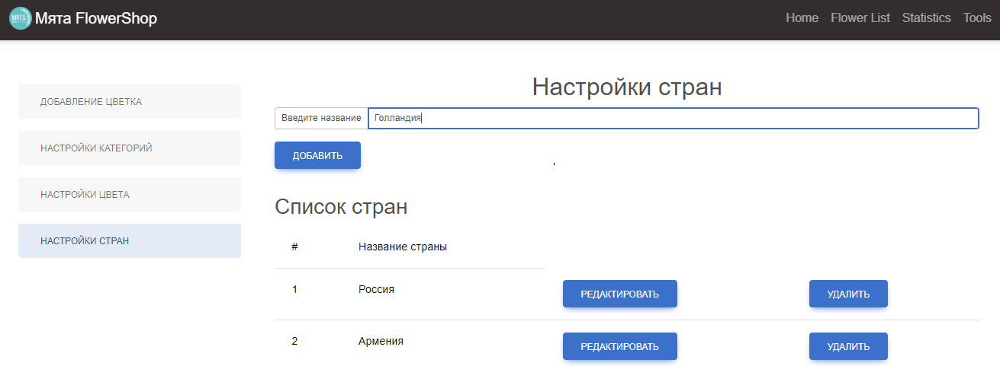 МЯТА Мята FlowerShop Home Flower List Statistics Tools
ДОБАВЛЕНИЕ ЦВЕТКА
НАСТРОЙКИ КАТЕГОРИЙ
НАСТРОЙКИ ЦВЕТА
НАСТРОЙКИ СТРАН
Настройки стран
Введите название Голландия
ДОБАВИТЬ
Список стран
# Название страны
1 Россия РЕДАКТИРОВАТЬ УДАЛИТЬ
2 Армения РЕДАКТИРОВАТЬ УДАЛИТЬ